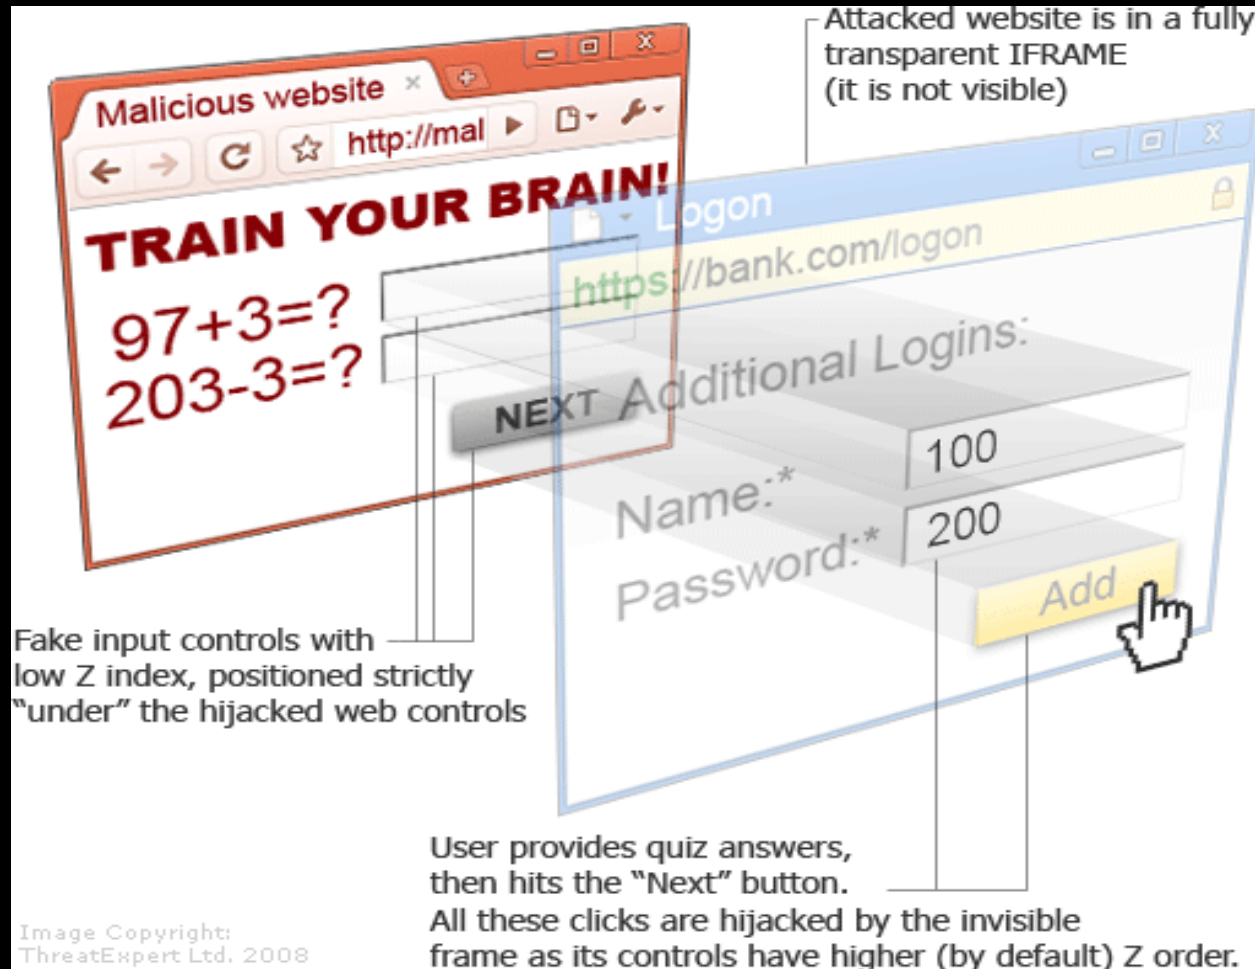 Attacked website is in a fully
transparent IFRAME
(it is not visible)
Malicious website
http://mal
TRAIN YOUR BRAIN!
97+3=?
203-3=?
NEXT
Logon
https://bank.com/logon
Additional Logins:
Name:*
100
Password:*
200
Add
Fake input controls with
low Z index, positioned strictly
“under” the hijacked web controls
User provides quiz answers,
then hits the “Next” button.
All these clicks are hijacked by the invisible
frame as its controls have higher (by default) Z order.
Image Copyright:
ThreatExpert Ltd. 2008